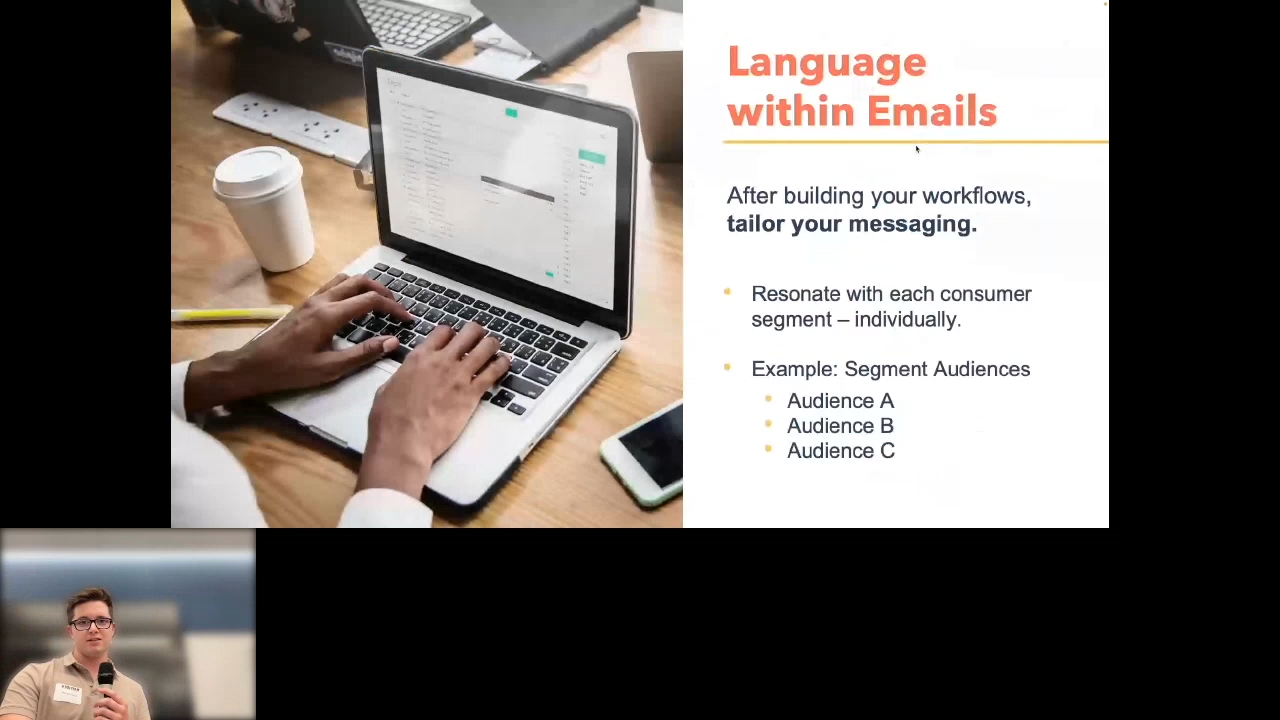 Language
within Emails
After building your workflows,
tailor your messaging.
Resonate with each consumer
segment – individually.
Example: Segment Audiences
Audience A
Audience B
Audience C